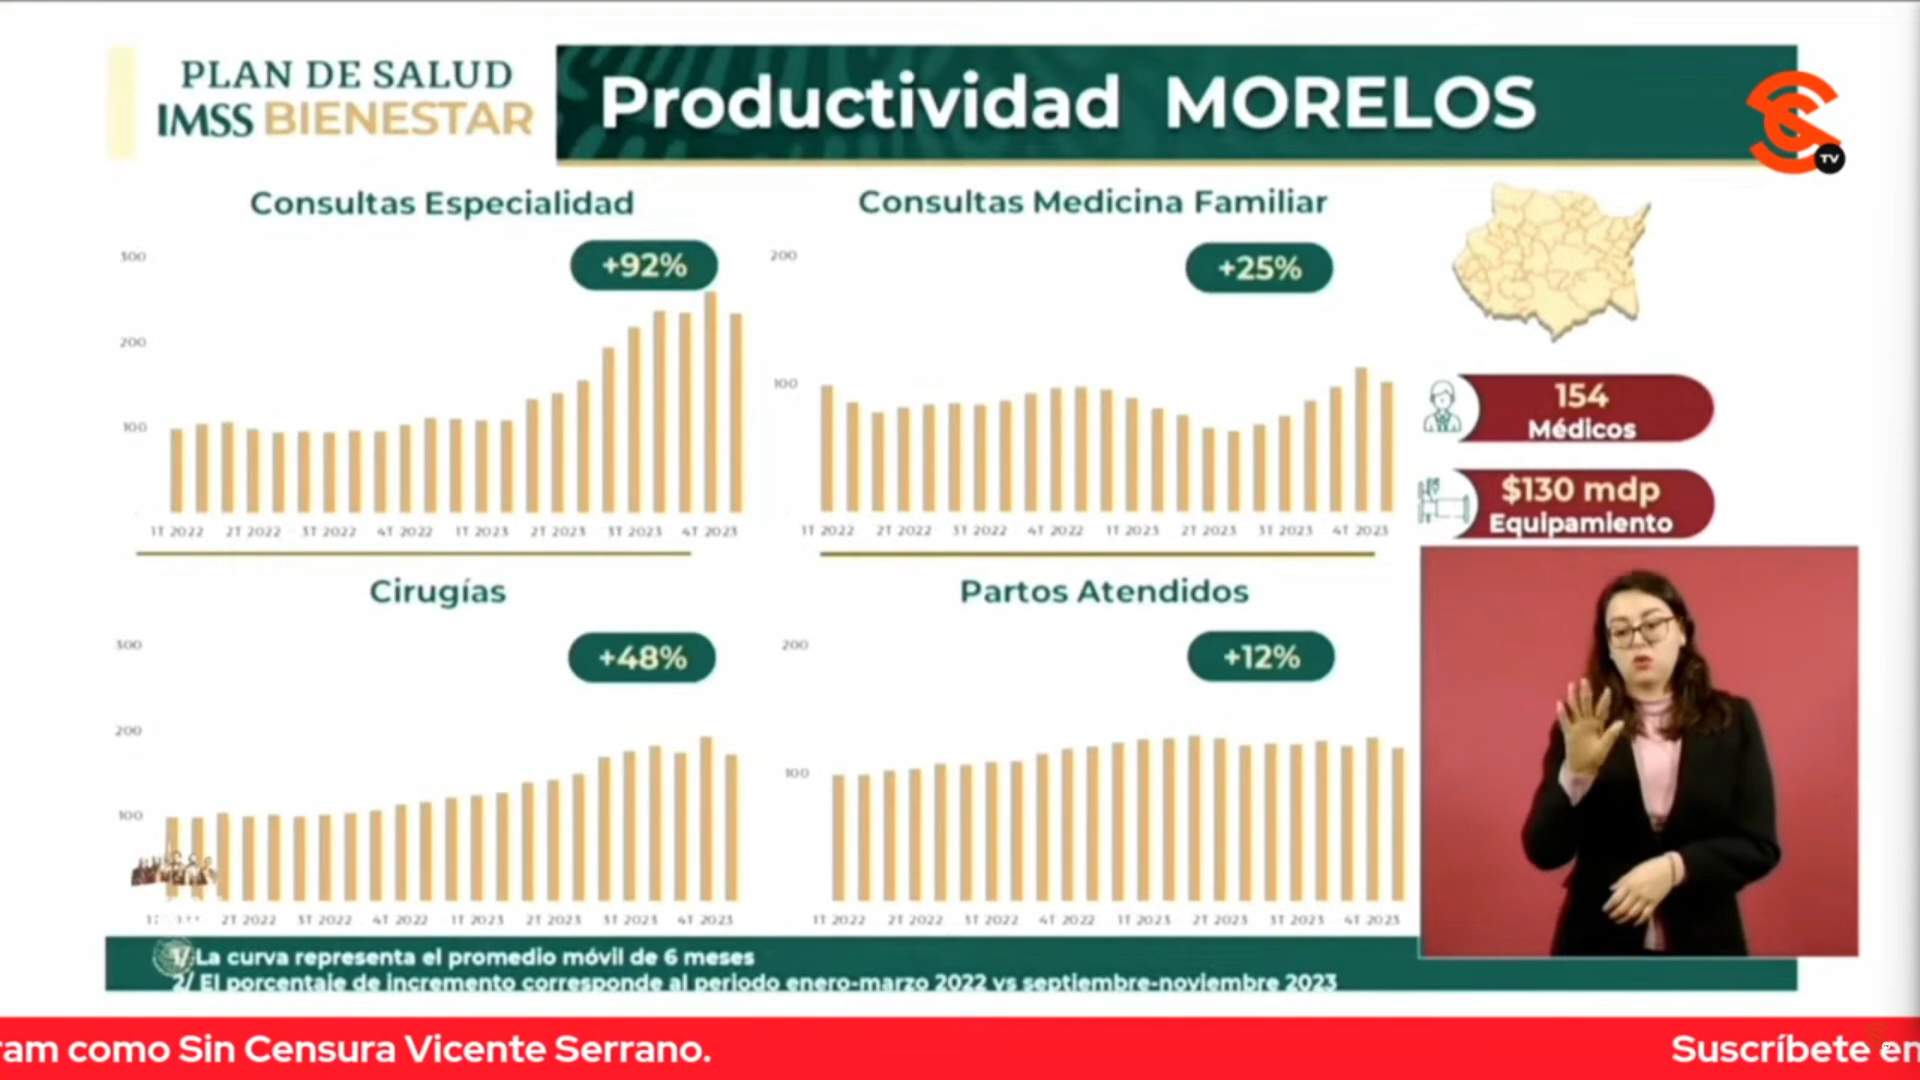 PLAN DE SALUD
IMSS BIENESTAR
Productividad MORELOS
TV
Consultas Especialidad
+92%
300
200
100
1T 2022 2T 2022 3T 2022 4T 2022 1T 2023 2T 2023 3T 2023 4T 2023
Consultas Medicina Familiar
+25%
200
100
1T 2022 2T 2022 3T 2022 4T 2022 1T 2023 2T 2023 3T 2023 4T 2023
154
Médicos
$130 mdp
Equipamiento
Cirugías
+48%
300
200
100
2T 2022 3T 2022 4T 2022 1T 2023 2T 2023 3T 2023 4T 2023
Partos Atendidos
+12%
200
100
1T 2022 2T 2022 3T 2022 4T 2022 1T 2023 2T 2023 3T 2023 4T 2023
1/ La curva representa el promedio móvil de 6 meses
2/ El porcentaje de incremento corresponde al periodo enero-marzo 2022 vs septiembre-noviembre 2023
ram como Sin Censura Vicente Serrano.
Suscríbete en